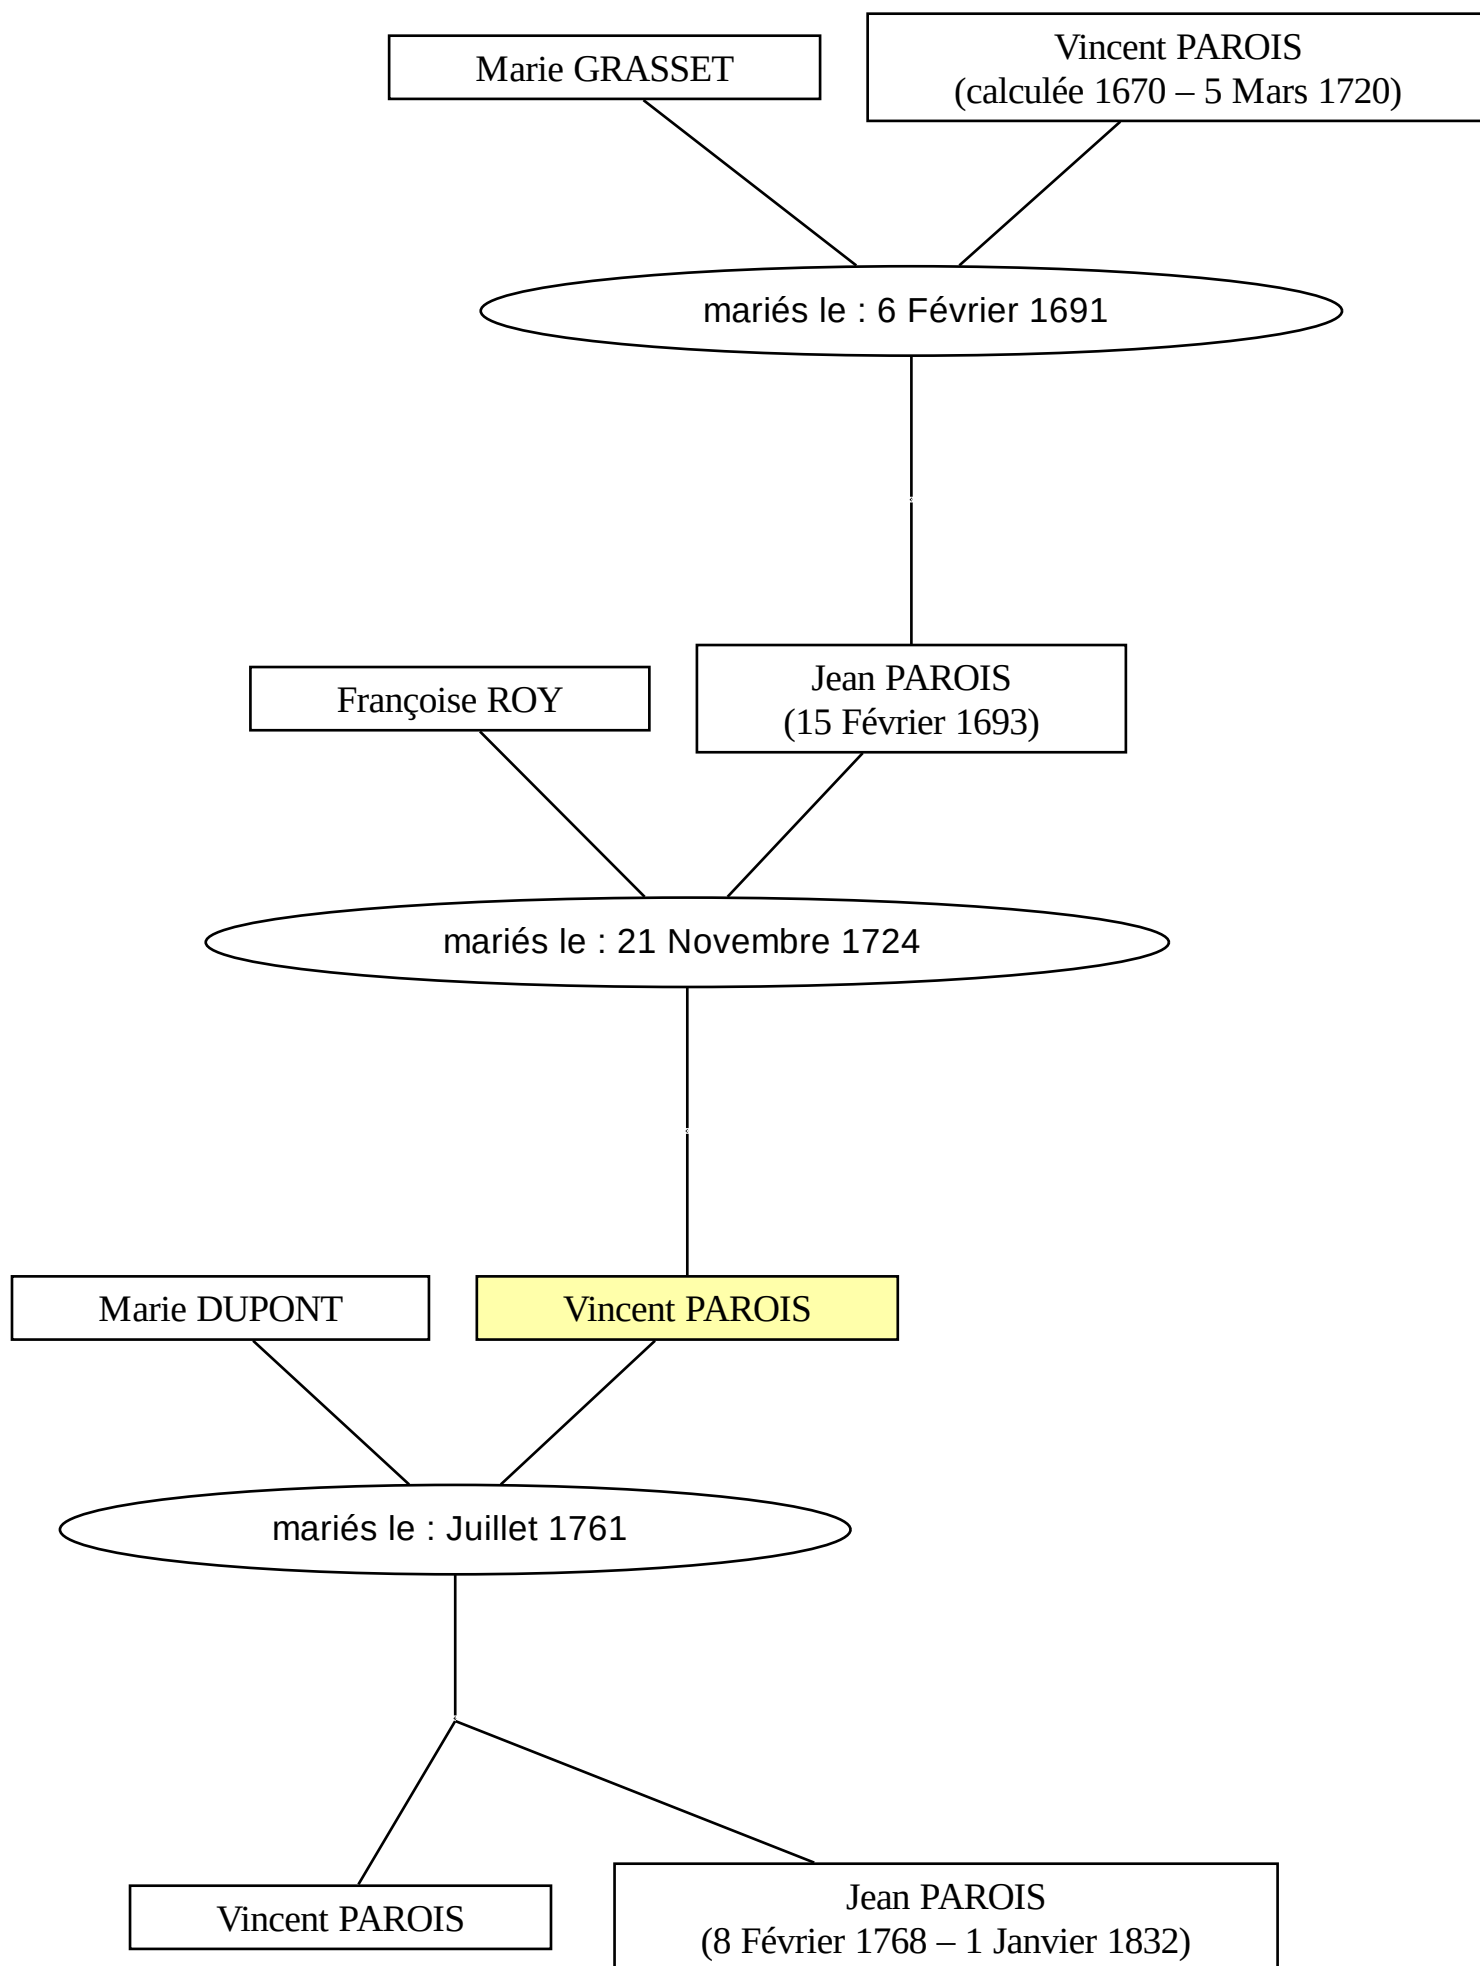 Marie GRASSET
Vincent PAROIS
(calculée 1670 – 5 Mars 1720)
mariés le : 6 Février 1691
Françoise ROY
Jean PAROIS
(15 Février 1693)
mariés le : 21 Novembre 1724
Marie DUPONT
Vincent PAROIS
mariés le : Juillet 1761
Vincent PAROIS
Jean PAROIS
(8 Février 1768 – 1 Janvier 1832)